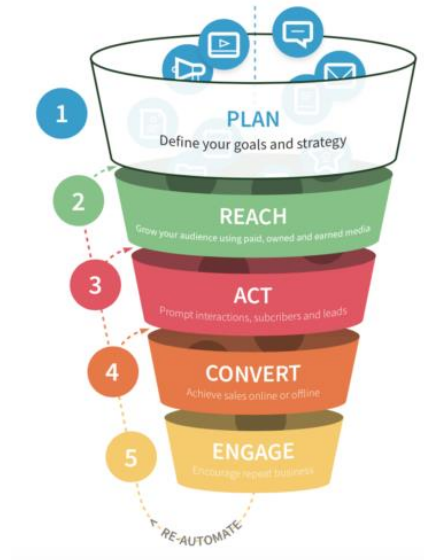 1
PLAN
Define your goals and strategy
2
REACH
Grow your audience using paid, owned and earned media
3
ACT
Prompt interactions, subcribers and leads
4
CONVERT
Achieve sales online or offline
5
ENGAGE
Encourage repeat business
RE-AUTOMATE